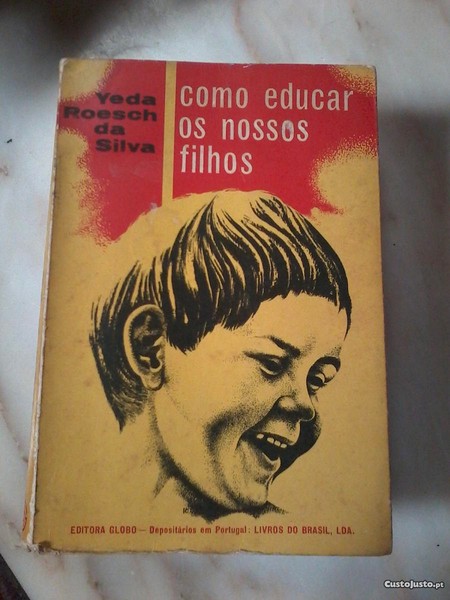 Yeda
Roesch
da
Silva
como educar
os nossos
filhos
EDITORA GLOBO — Depositários em Portugal: LIVROS DO BRASIL, LDA.
CustoJusto.pt